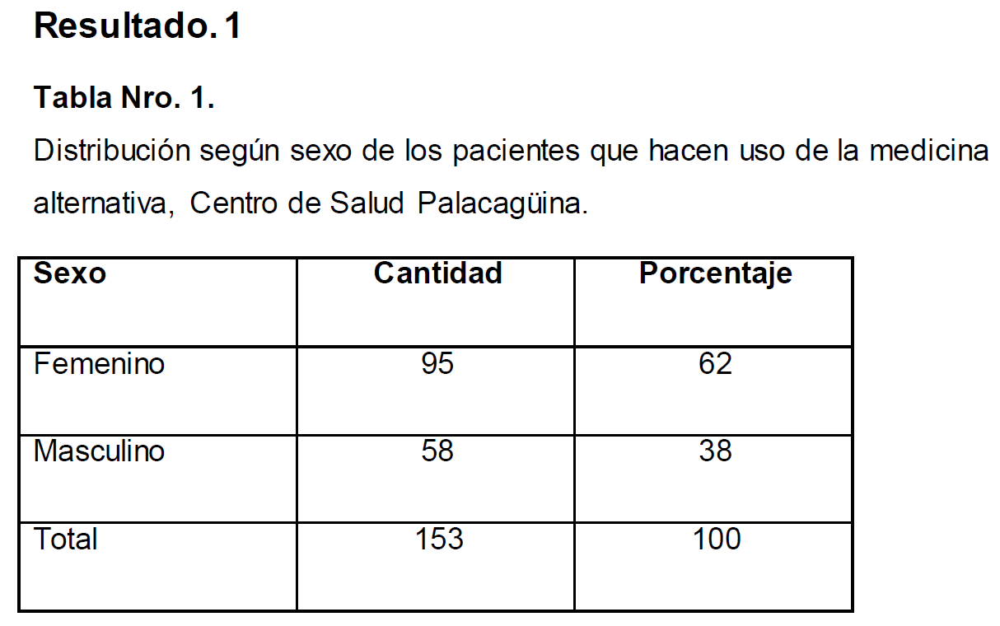 Resultado. 1
Tabla Nro. 1.
Distribución según sexo de los pacientes que hacen uso de la medicina
alternativa, Centro de Salud Palacagüina.
Sexo Cantidad Porcentaje
Femenino 95 62
Masculino 58 38
Total 153 100